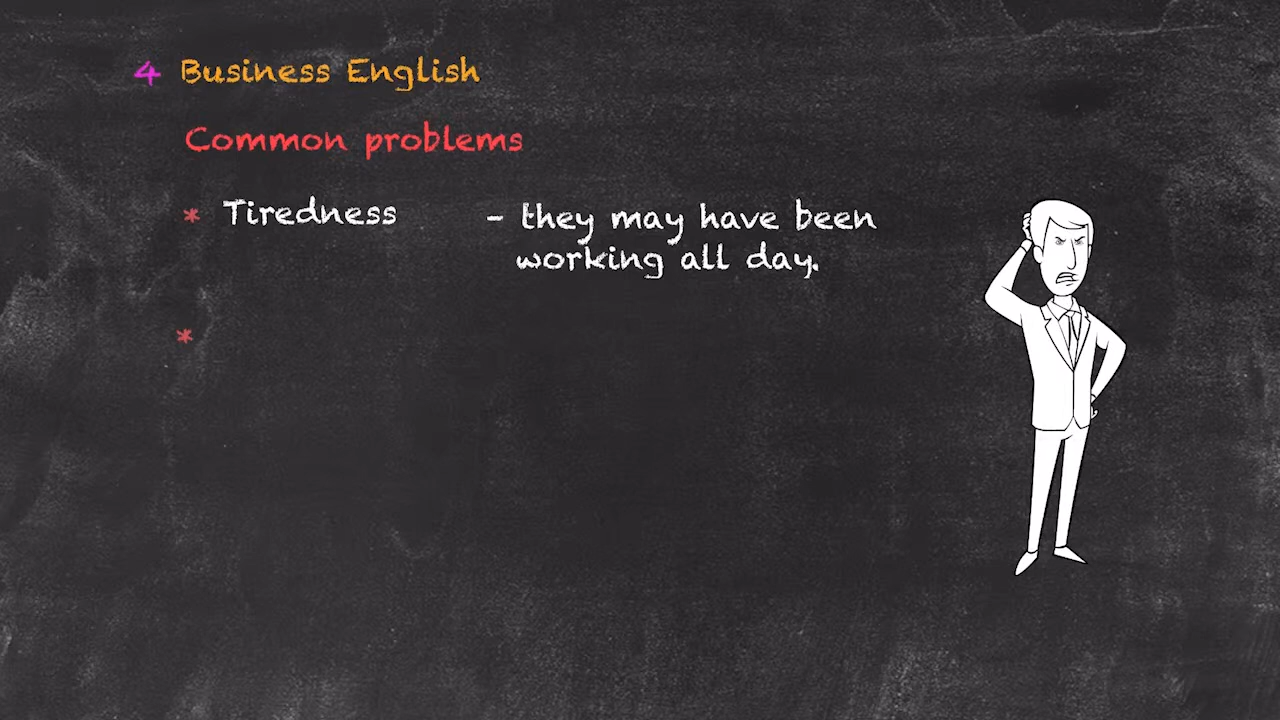 4 Business English
Common problems
* Tiredness - they may have been
working all day.
*